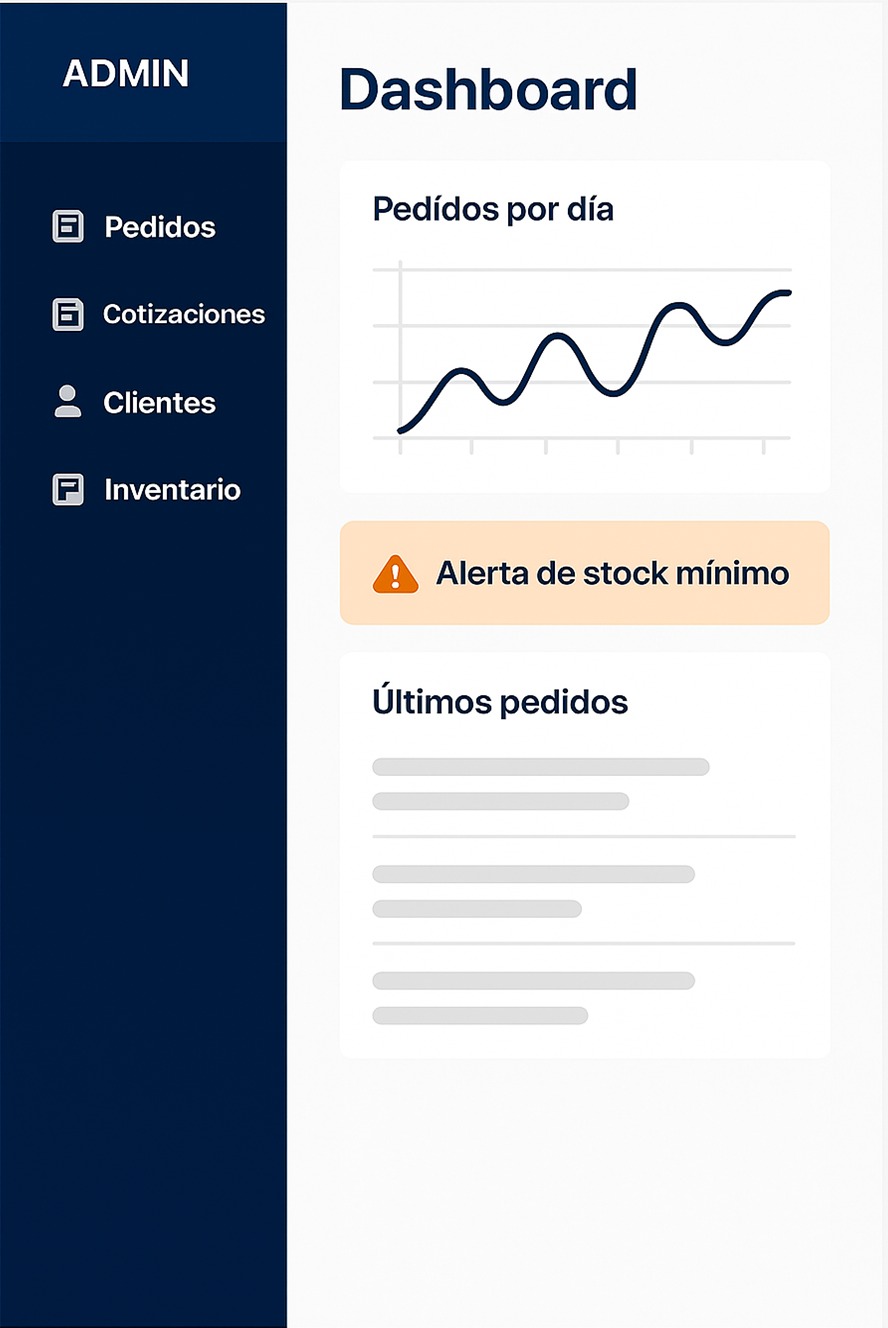 ADMIN
Pedidos
Cotizaciones
Clientes
Inventario
Dashboard
Pedídos por día
Alerta de stock mínimo
Últimos pedidos